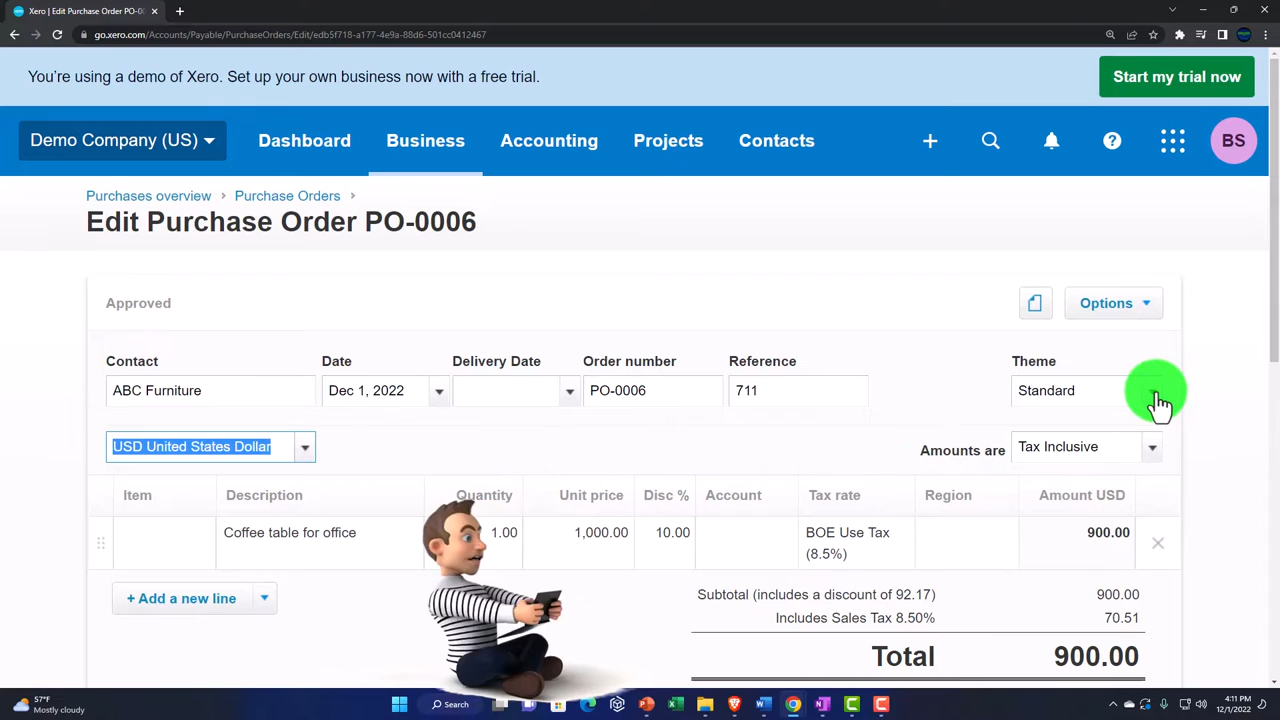 Xero | Edit Purchase Order PO-00
go.xero.com/Accounts/Payable/PurchaseOrders/Edit/edb5f718-a177-4e9a-88d6-501cc0412467
You're using a demo of Xero. Set up your own business now with a free trial.
Start my trial now
Demo Company (US)
Dashboard
Business
Accounting
Projects
Contacts
BS
Purchases overview › Purchase Orders ›
Edit Purchase Order PO-0006
Approved
Options
Contact Date Delivery Date Order number Reference Theme
ABC Furniture Dec 1, 2022 PO-0006 711 Standard
USD United States Dollar Amounts are Tax Inclusive
Item Description Quantity Unit price Disc % Account Tax rate Region Amount USD
Coffee table for office 1.00 1,000.00 10.00 BOE Use Tax 900.00
(8.5%)
+ Add a new line
Subtotal (includes a discount of 92.17) 900.00
Includes Sales Tax 8.50% 70.51
Total 900.00
57°F
Mostly cloudy
Search
4:11 PM
12/1/2022